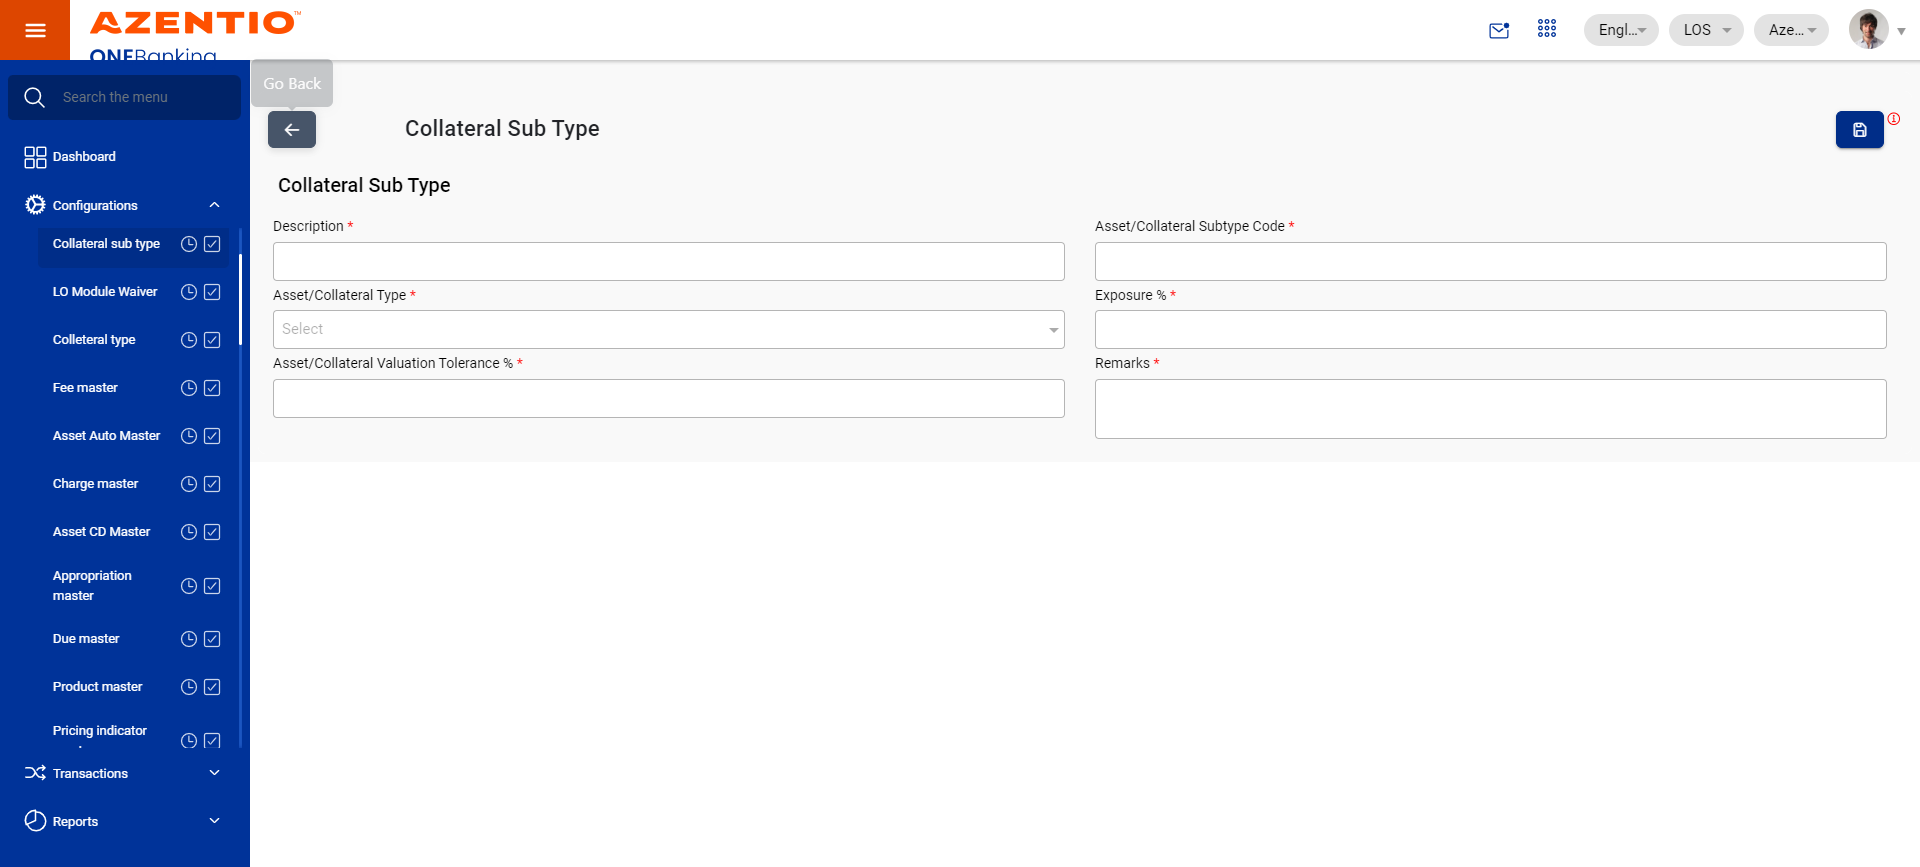 AZENTIO™
ONEBanking
Engl...
LOS
Aze...
Search the menu
Go Back
Collateral Sub Type
Dashboard
Configurations
Collateral sub type
LO Module Waiver
Colleteral type
Fee master
Asset Auto Master
Charge master
Asset CD Master
Appropriation
master
Due master
Product master
Pricing indicator
Transactions
Reports
Collateral Sub Type
Description *
Asset/Collateral Subtype Code *
Asset/Collateral Type *
Select
Exposure % *
Asset/Collateral Valuation Tolerance % *
Remarks *